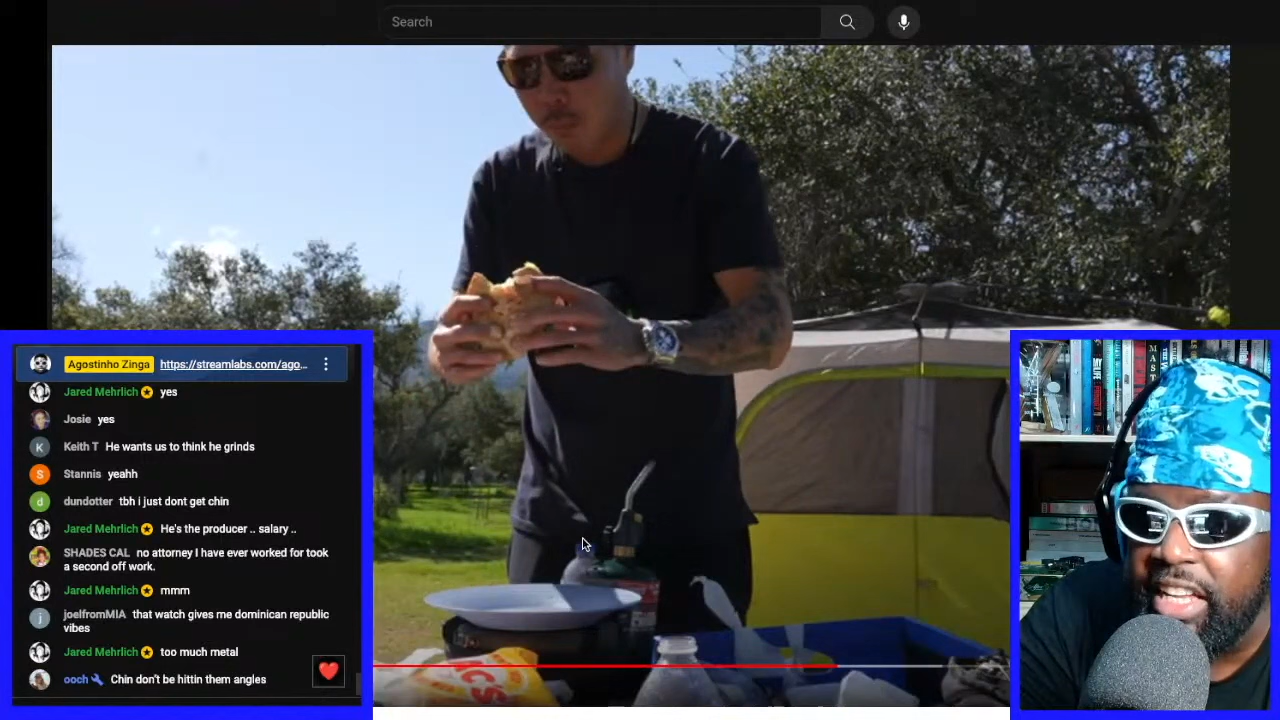 Search
Agostinho Zinga https://streamlabs.com/ago...
Jared Mehrlich yes
Josie yes
K Keith T He wants us to think he grinds
S Stannis yeahh
d dundotter tbh i just dont get chin
Jared Mehrlich He's the producer .. salary ..
SHADES CAL no attorney I have ever worked for took
a second off work.
Jared Mehrlich mmm
j joelfromMIA that watch gives me dominican republic
vibes
Jared Mehrlich too much metal
ooch Chin don't be hittin them angles
MAST